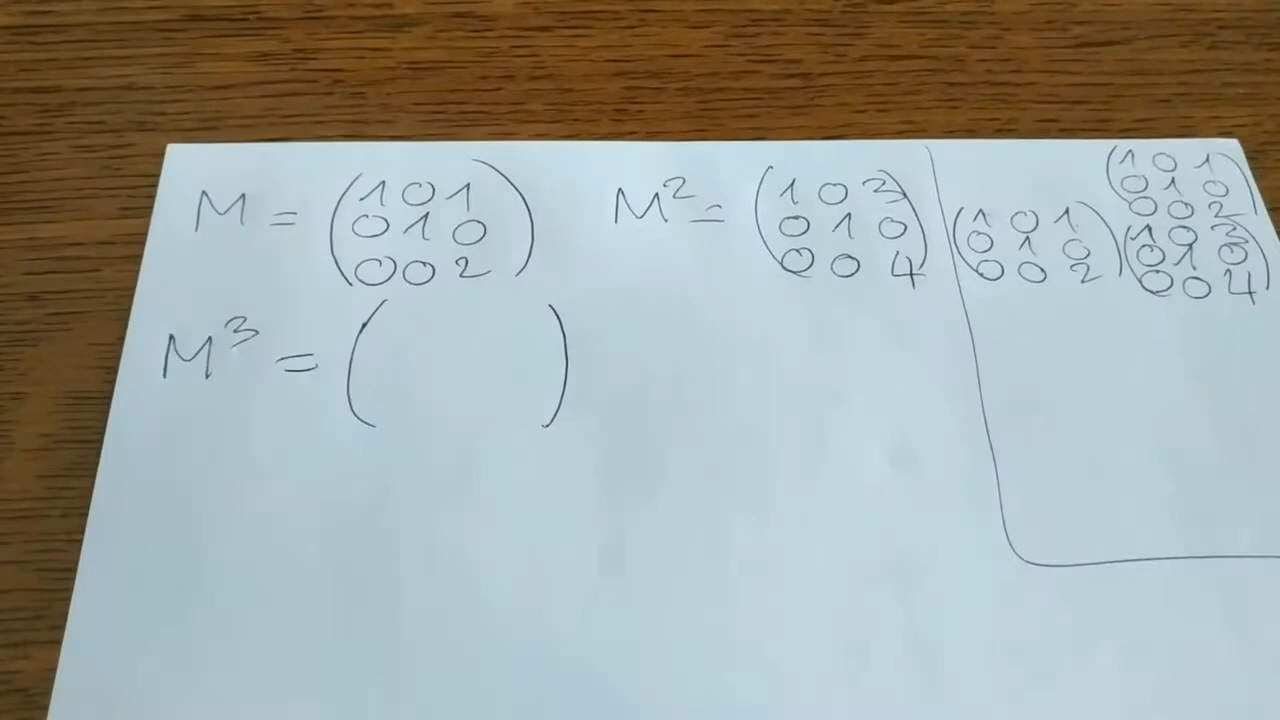 M = (1 0 1
0 1 0
0 0 2)
M² = (1 0 3
0 1 0
0 0 4)
(1 0 1
0 1 0
0 0 2)
(1 0 1
0 1 0
0 0 2)
(1 0 3
0 1 0
0 0 4)
M³ = ( )